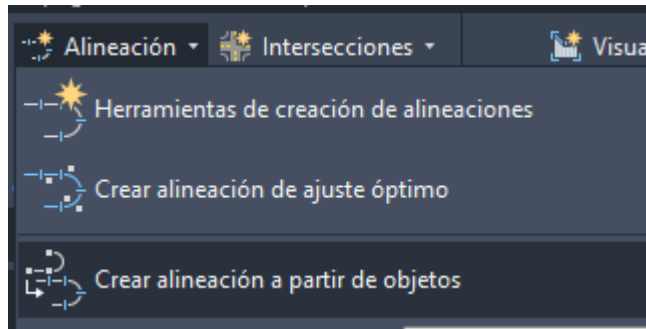 Alineación Intersecciones Visua
Herramientas de creación de alineaciones
Crear alineación de ajuste óptimo
Crear alineación a partir de objetos